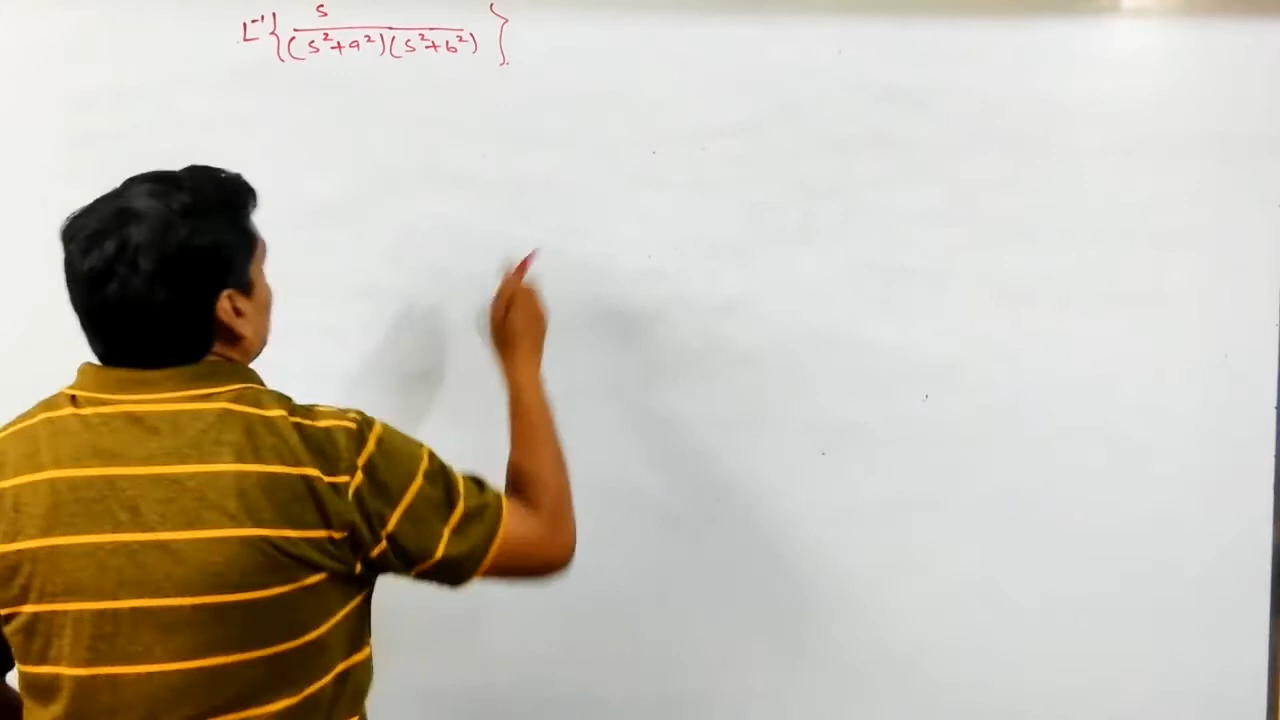 L⁻¹{ s / (s²+a²)(s²+b²) }